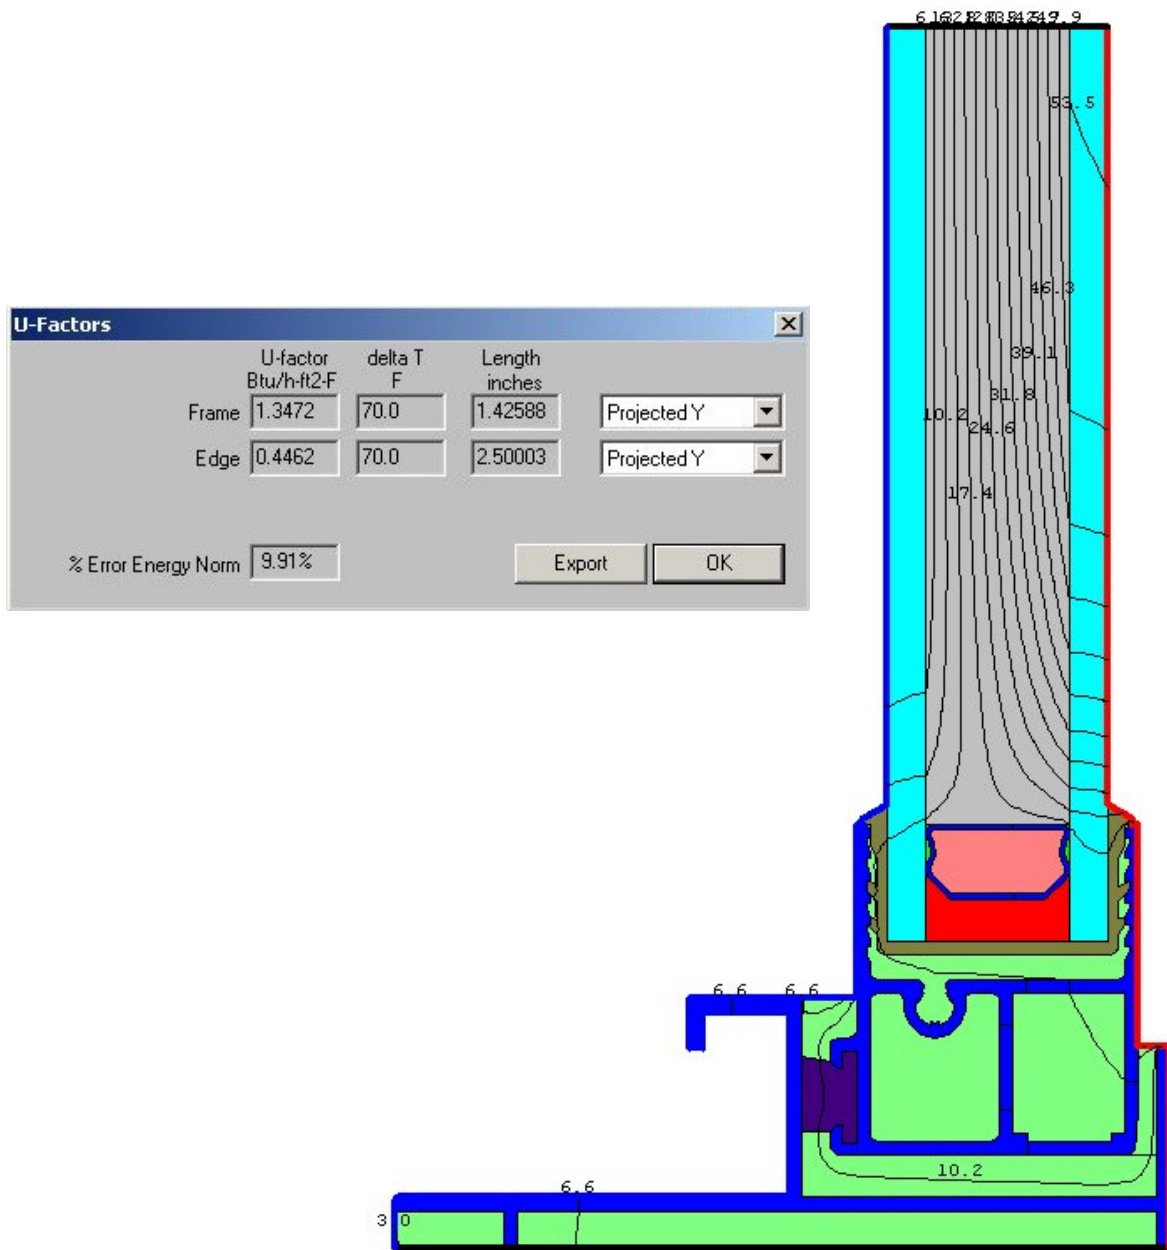 U-Factors
U-factor delta T Length
Btu/h-ft2-F F inches
Frame 1.3472 70.0 1.42588 Projected Y
Edge 0.4462 70.0 2.50003 Projected Y
% Error Energy Norm 9.91% Export OK
53.5
46.3
39.1
31.8
10.2
24.6
17.4
6.6 6.6
10.2
6.6
3 0